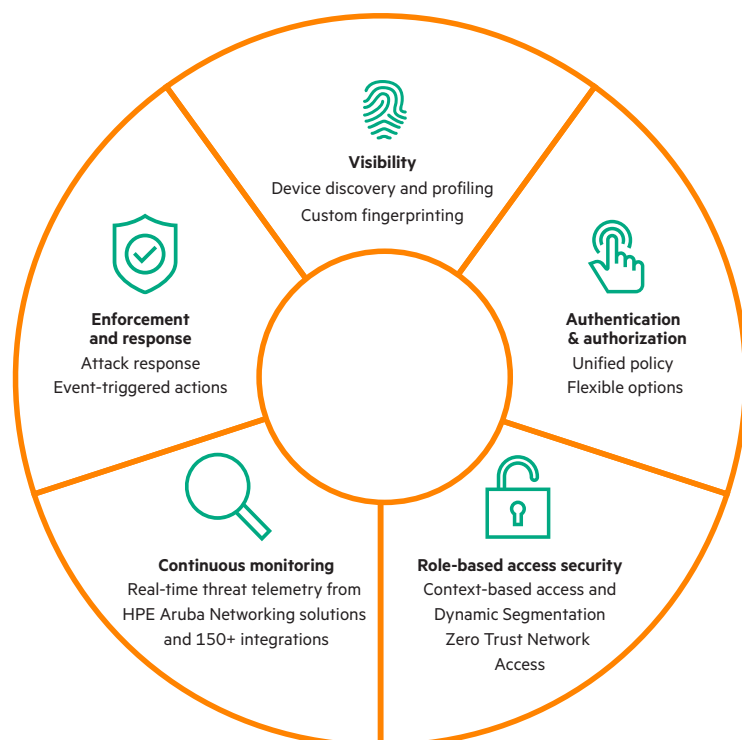 Visibility
Device discovery and profiling
Custom fingerprinting
Authentication
& authorization
Unified policy
Flexible options
Role-based access security
Context-based access and
Dynamic Segmentation
Zero Trust Network
Access
Continuous monitoring
Real-time threat telemetry from
HPE Aruba Networking solutions
and 150+ integrations
Enforcement
and response
Attack response
Event-triggered actions